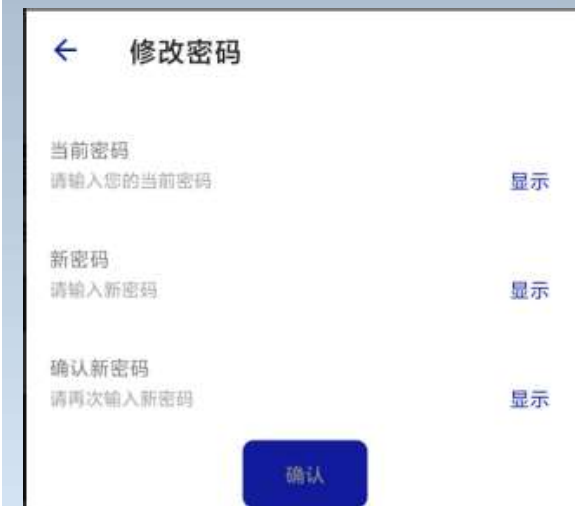 修改密码
当前密码
请输入您的当前密码
显示
新密码
请输入新密码
显示
确认新密码
请再次输入新密码
显示
确认